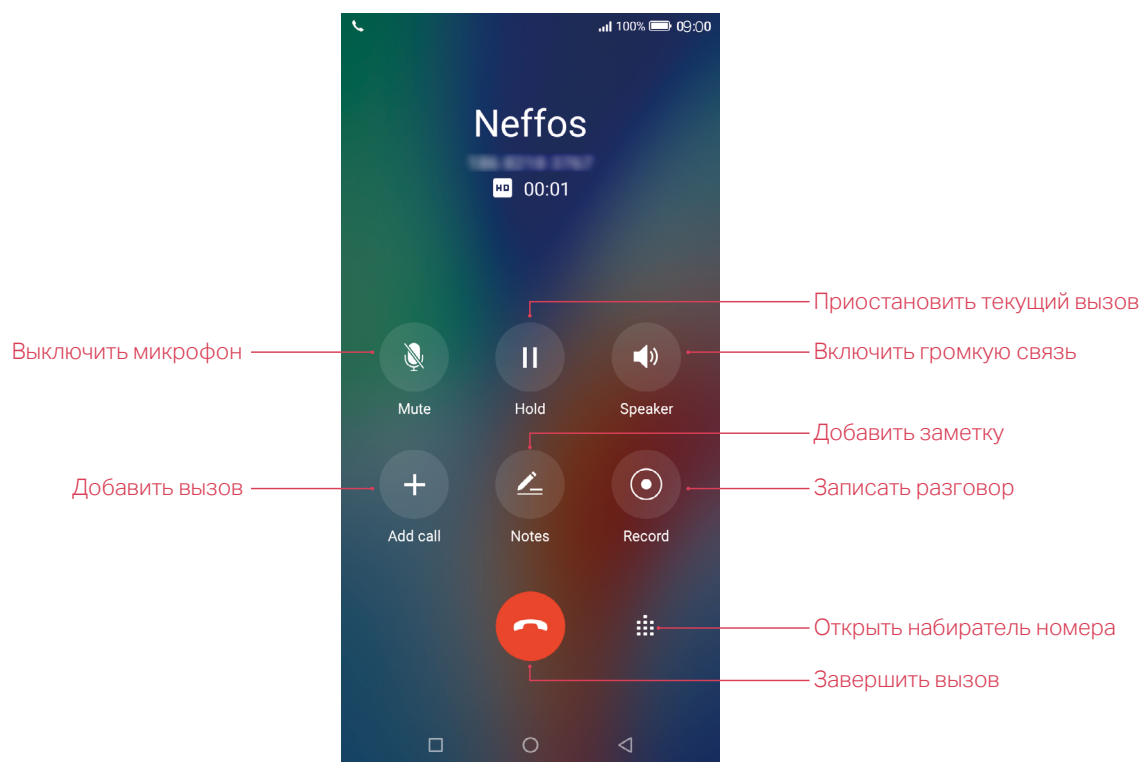 100% 09:00
Neffos
HD 00:01
Приостановить текущий вызов
Выключить микрофон
Включить громкую связь
Mute Hold Speaker
Добавить заметку
Добавить вызов
Записать разговор
Add call Notes Record
Открыть набиратель номера
Завершить вызов